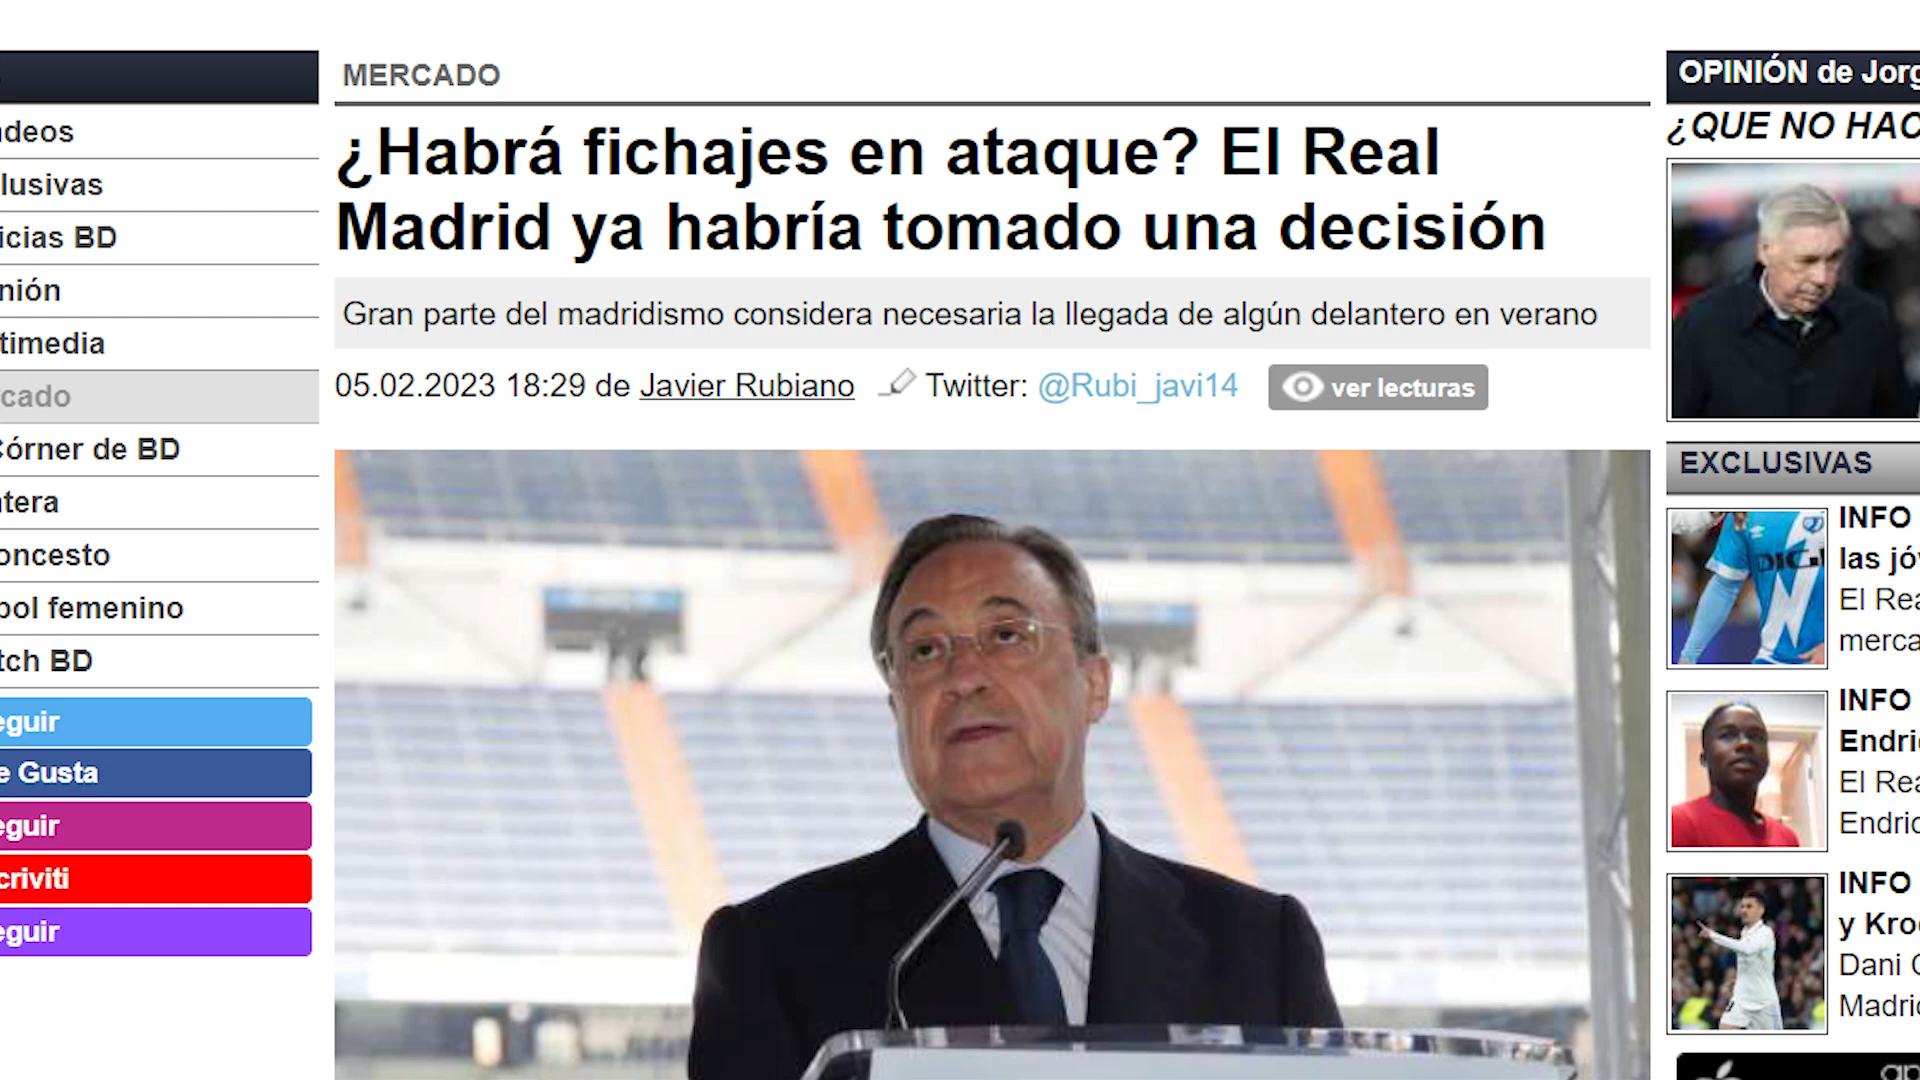 MERCADO
¿Habrá fichajes en ataque? El Real
Madrid ya habría tomado una decisión
Gran parte del madridismo considera necesaria la llegada de algún delantero en verano
05.02.2023 18:29 de Javier Rubiano Twitter: @Rubi_javi14 ver lecturas
deos
lusivas
icias BD
nión
timedia
cado
Córner de BD
tera
oncesto
bol femenino
tch BD
eguir
e Gusta
eguir
criviti
eguir
OPINIÓN de Jorg
¿QUE NO HAC
EXCLUSIVAS
INFO
las jó
El Rea
merca
INFO
Endri
El Rea
Endric
INFO
y Kro
Dani
Madri